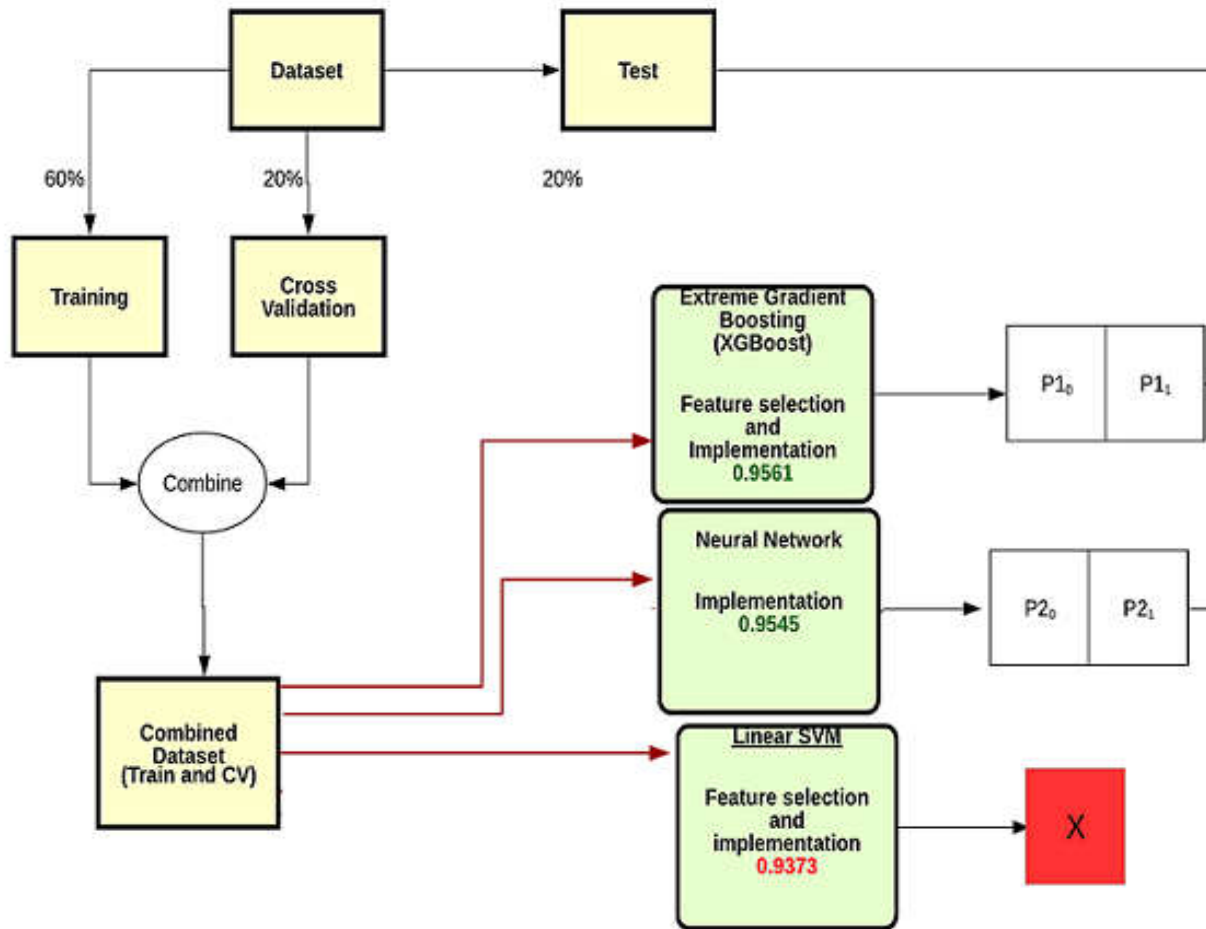 Dataset
Test
60%
20%
20%
Training
Cross
Validation
Combine
Combined
Dataset
(Train and CV)
Extreme Gradient
Boosting
(XGBoost)
Feature selection
and
Implementation
0.9561
P1₀
P1₁
Neural Network
Implementation
0.9545
P2₀
P2₁
Linear SVM
Feature selection
and
implementation
0.9373
X